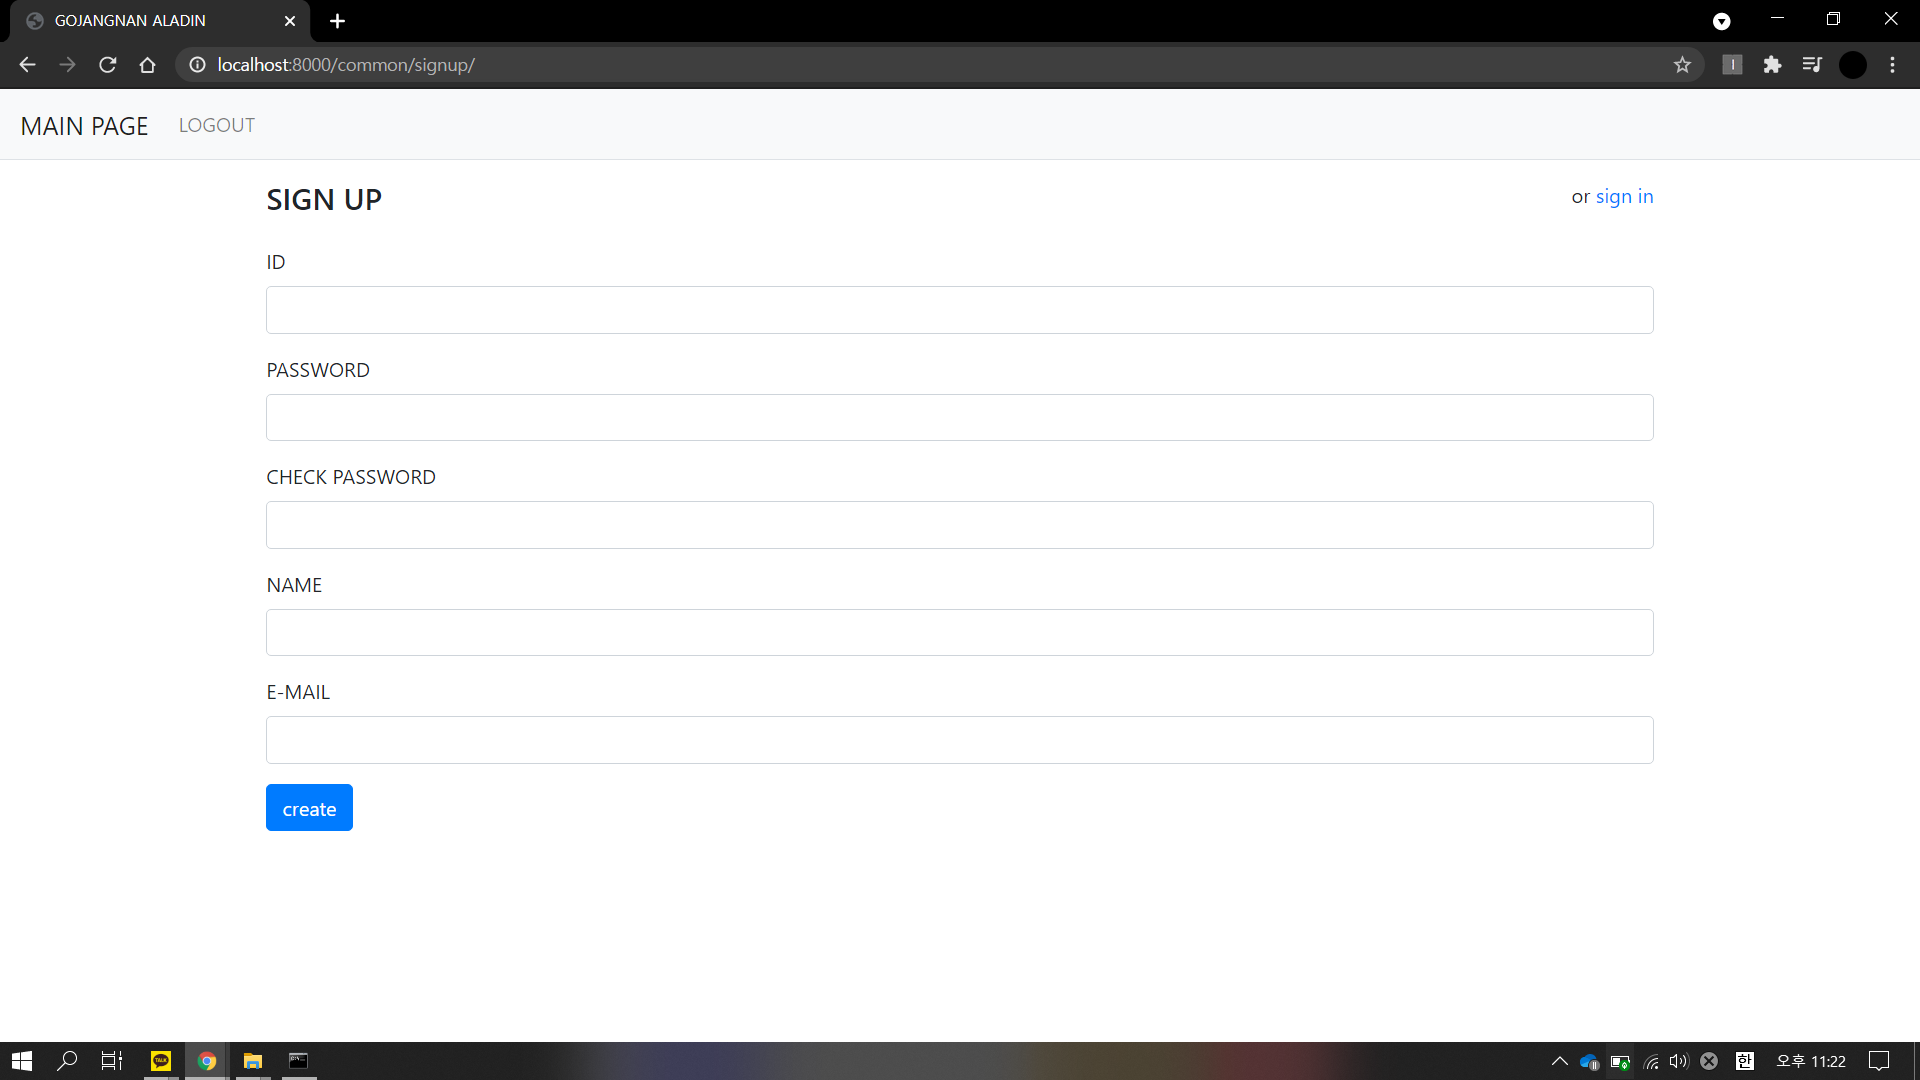 GOJANGNAN ALADIN
localhost:8000/common/signup/
MAIN PAGE LOGOUT
SIGN UP
or sign in
ID
PASSWORD
CHECK PASSWORD
NAME
E-MAIL
create
TALK
한 오후 11:22